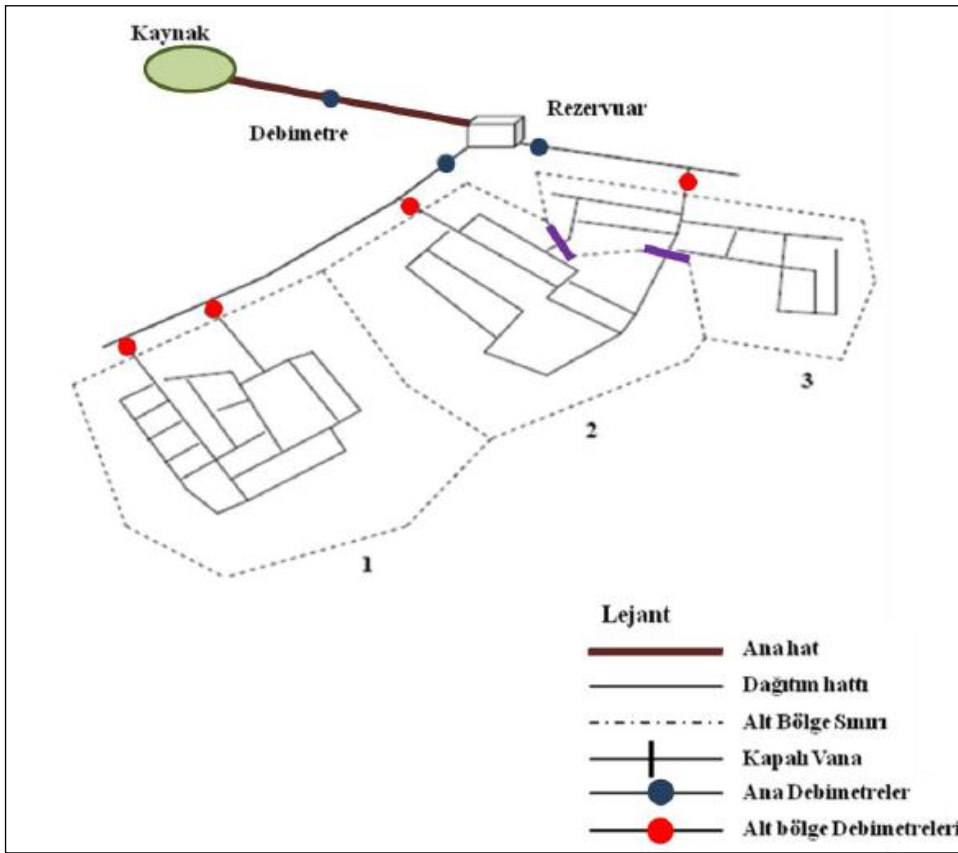 Kaynak
Debimetre
Rezervuar
3
2
1
Lejant
Ana hat
Dağıtım hattı
Alt Bölge Sınırı
Kapalı Vana
Ana Debimetreler
Alt bölge Debimetreleri